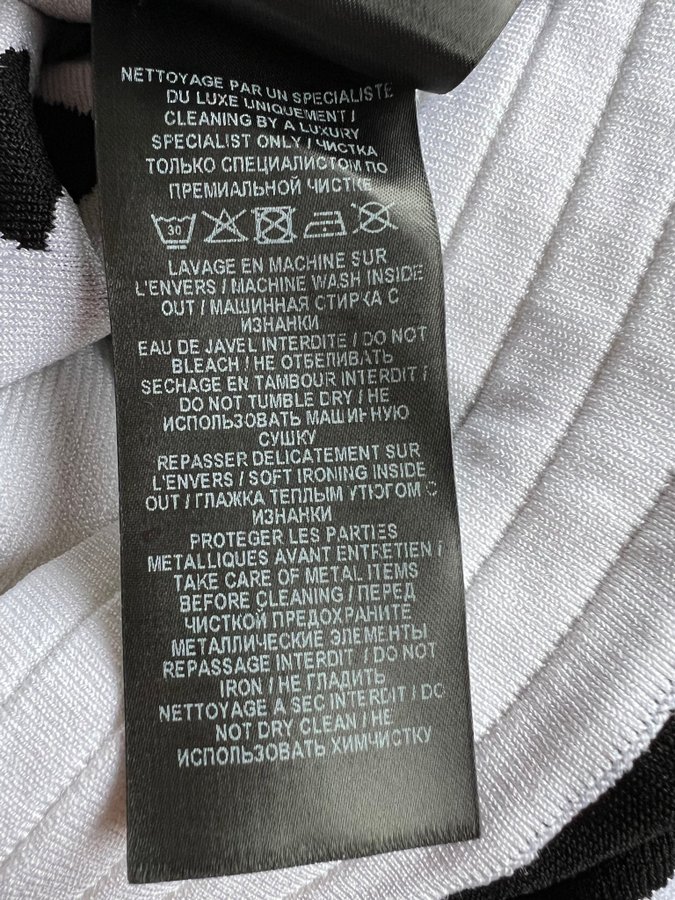 NETTOYAGE PAR UN SPECIALISTE
DU LUXE UNIQUEMENT /
CLEANING BY A LUXURY
SPECIALIST ONLY / ЧИСТКА
ТОЛЬКО СПЕЦИАЛИСТОМ ПО
ПРЕМИАЛЬНОЙ ЧИСТКЕ
30
LAVAGE EN MACHINE SUR
L'ENVERS / MACHINE WASH INSIDE
OUT / МАШИННАЯ СТИРКА С
ИЗНАНКИ
EAU DE JAVEL INTERDITE / DO NOT
BLEACH / НЕ ОТБЕЛИВАТЬ
SECHAGE EN TAMBOUR INTERDIT /
DO NOT TUMBLE DRY / НЕ
ИСПОЛЬЗОВАТЬ МАШИННУЮ
СУШКУ
REPASSER DELICATEMENT SUR
L'ENVERS / SOFT IRONING INSIDE
OUT / ГЛАЖКА ТЕПЛЫМ УТЮГОМ С
ИЗНАНКИ
PROTEGER LES PARTIES
METALLIQUES AVANT ENTRETIEN /
TAKE CARE OF METAL ITEMS
BEFORE CLEANING / ПЕРЕД
ЧИСТКОЙ ПРЕДОХРАНИТЕ
МЕТАЛЛИЧЕСКИЕ ЭЛЕМЕНТЫ
REPASSAGE INTERDIT / DO NOT
IRON / НЕ ГЛАДИТЬ
NETTOYAGE A SEC INTERDIT / DO
NOT DRY CLEAN / НЕ
ИСПОЛЬЗОВАТЬ ХИМЧИСТКУ